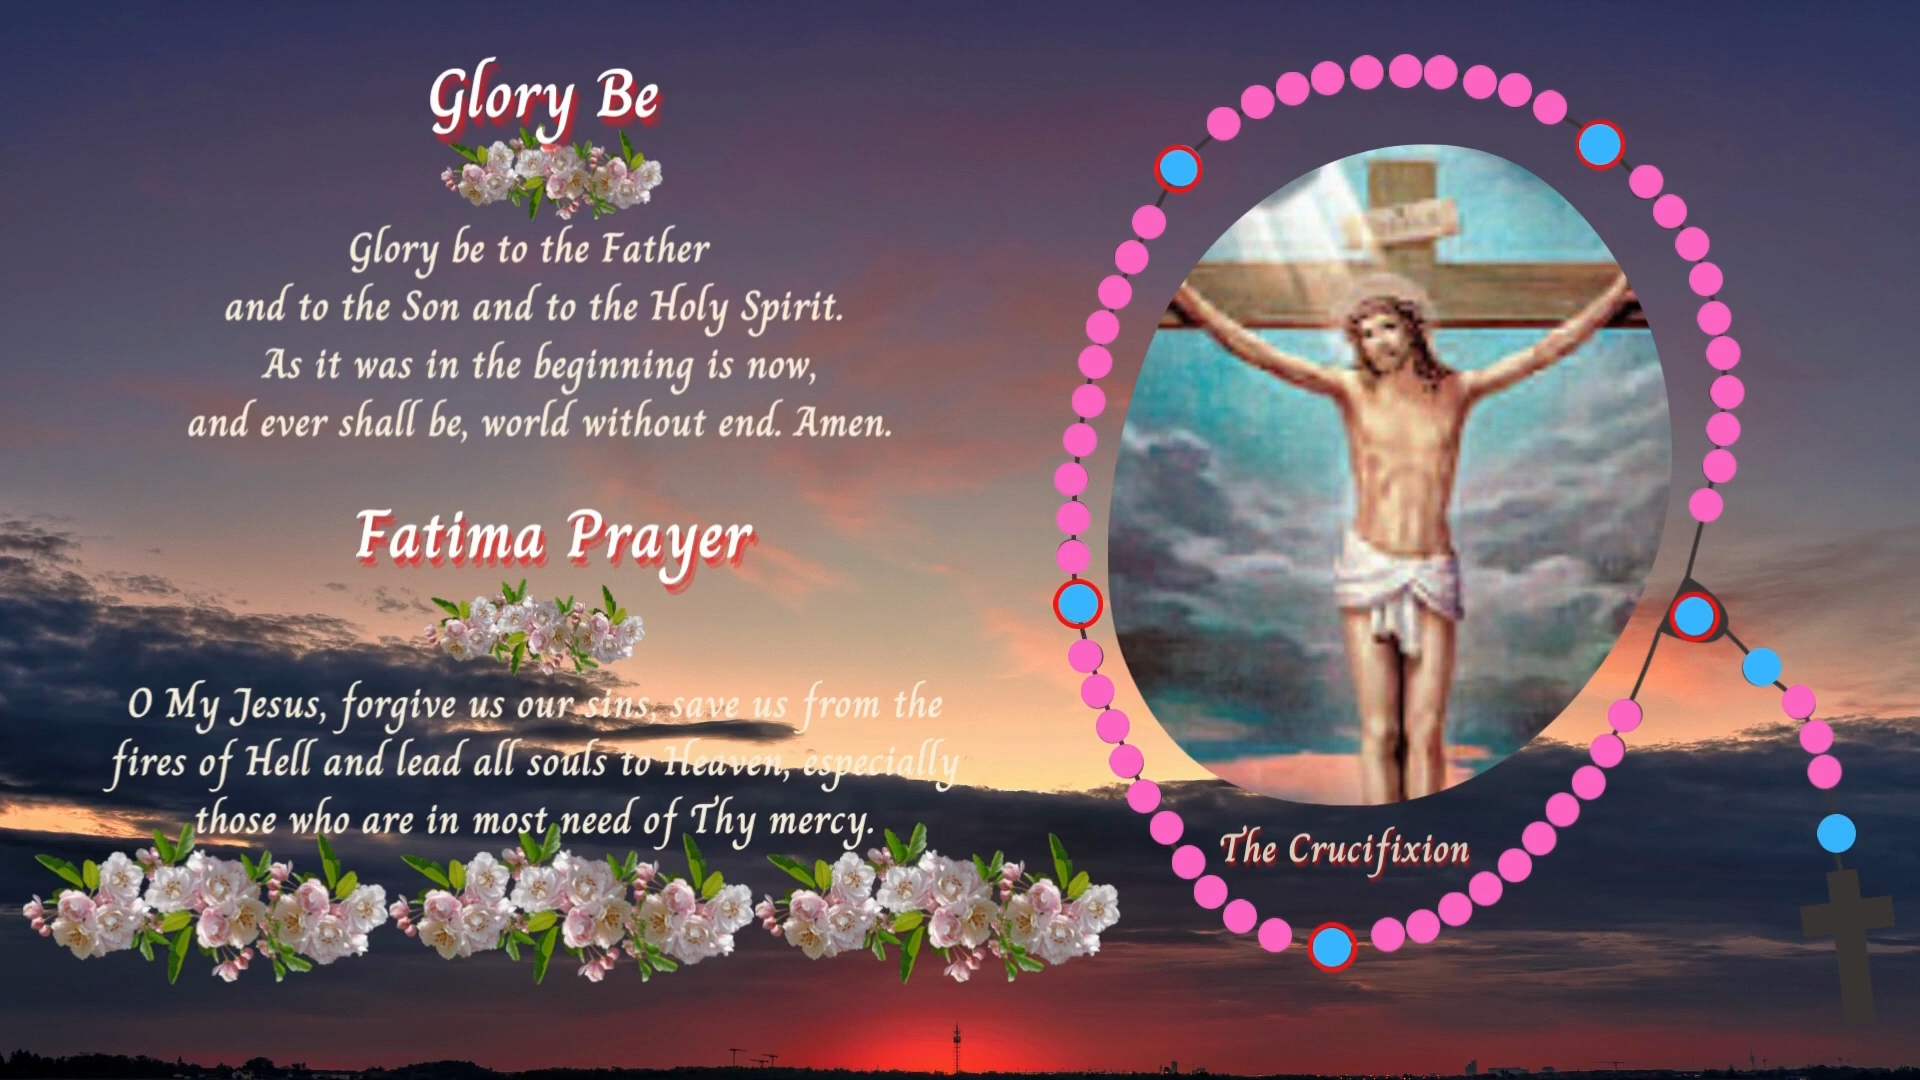 Glory Be
Glory be to the Father
and to the Son and to the Holy Spirit.
As it was in the beginning is now,
and ever shall be, world without end. Amen.
Fatima Prayer
O My Jesus, forgive us our sins, save us from the
fires of Hell and lead all souls to Heaven, especially
those who are in most need of Thy mercy.
The Crucifixion